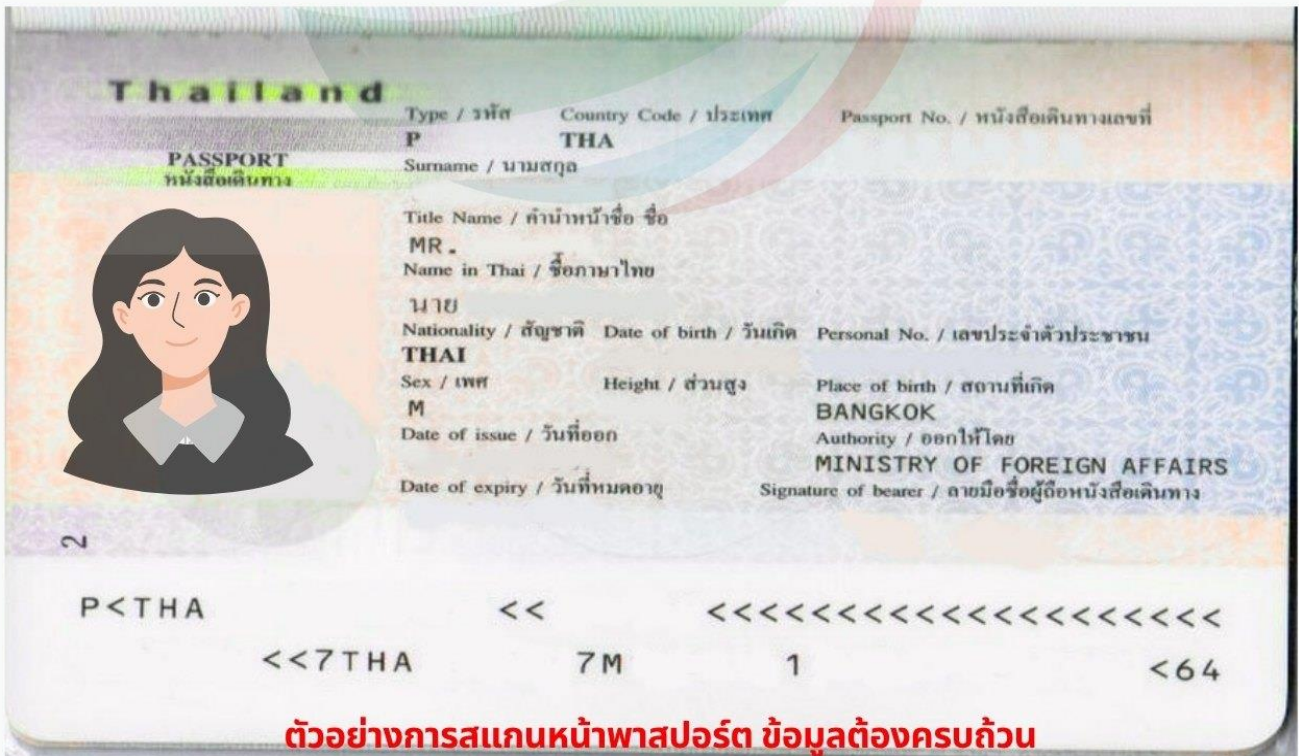 Thailand
Type / รหัส Country Code / ประเทศ Passport No. / หนังสือเดินทางเลขที่
P THA
PASSPORT
หนังสือเดินทาง
Surname / นามสกุล
Title Name / คำนำหน้าชื่อ ชื่อ
MR.
Name in Thai / ชื่อภาษาไทย
นาย
Nationality / สัญชาติ Date of birth / วันเกิด Personal No. / เลขประจำตัวประชาชน
THAI
Sex / เพศ Height / ส่วนสูง Place of birth / สถานที่เกิด
M BANGKOK
Date of issue / วันที่ออก Authority / ออกให้โดย
MINISTRY OF FOREIGN AFFAIRS
Date of expiry / วันที่หมดอายุ Signature of bearer / ลายมือชื่อผู้ถือหนังสือเดินทาง
2
P<THA << <<<<<<<<<<<<<<<<<<<<
<<7THA 7M 1 <64
ตัวอย่างการสแกนหน้าพาสปอร์ต ข้อมูลต้องครบถ้วน